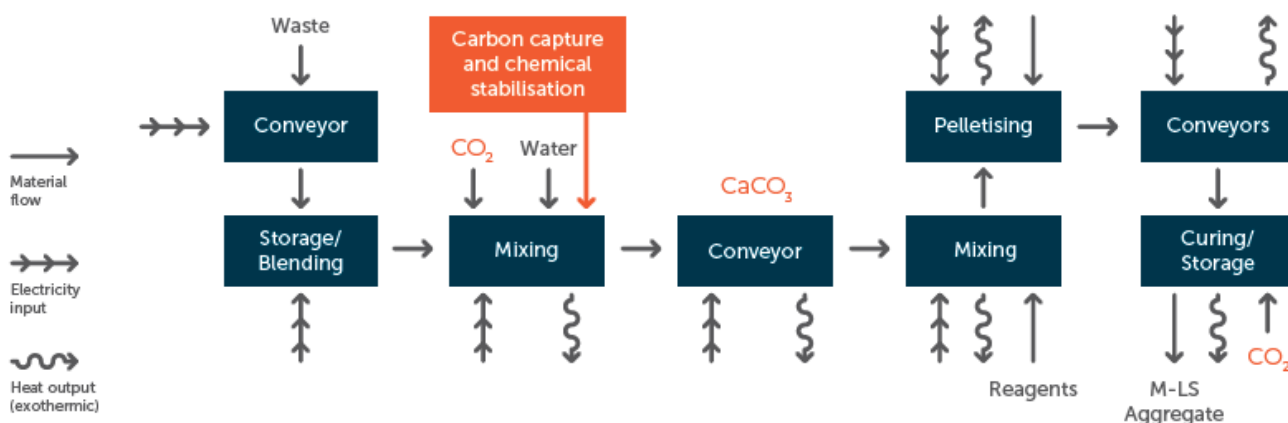 Waste
Carbon capture
and chemical
stabilisation
Conveyor
Pelletising
Conveyors
CO₂
Water
Material
flow
CaCO₃
Storage/
Blending
Mixing
Conveyor
Mixing
Curing/
Storage
Electricity
input
Heat output
(exothermic)
Reagents
M-LS
Aggregate
CO₂